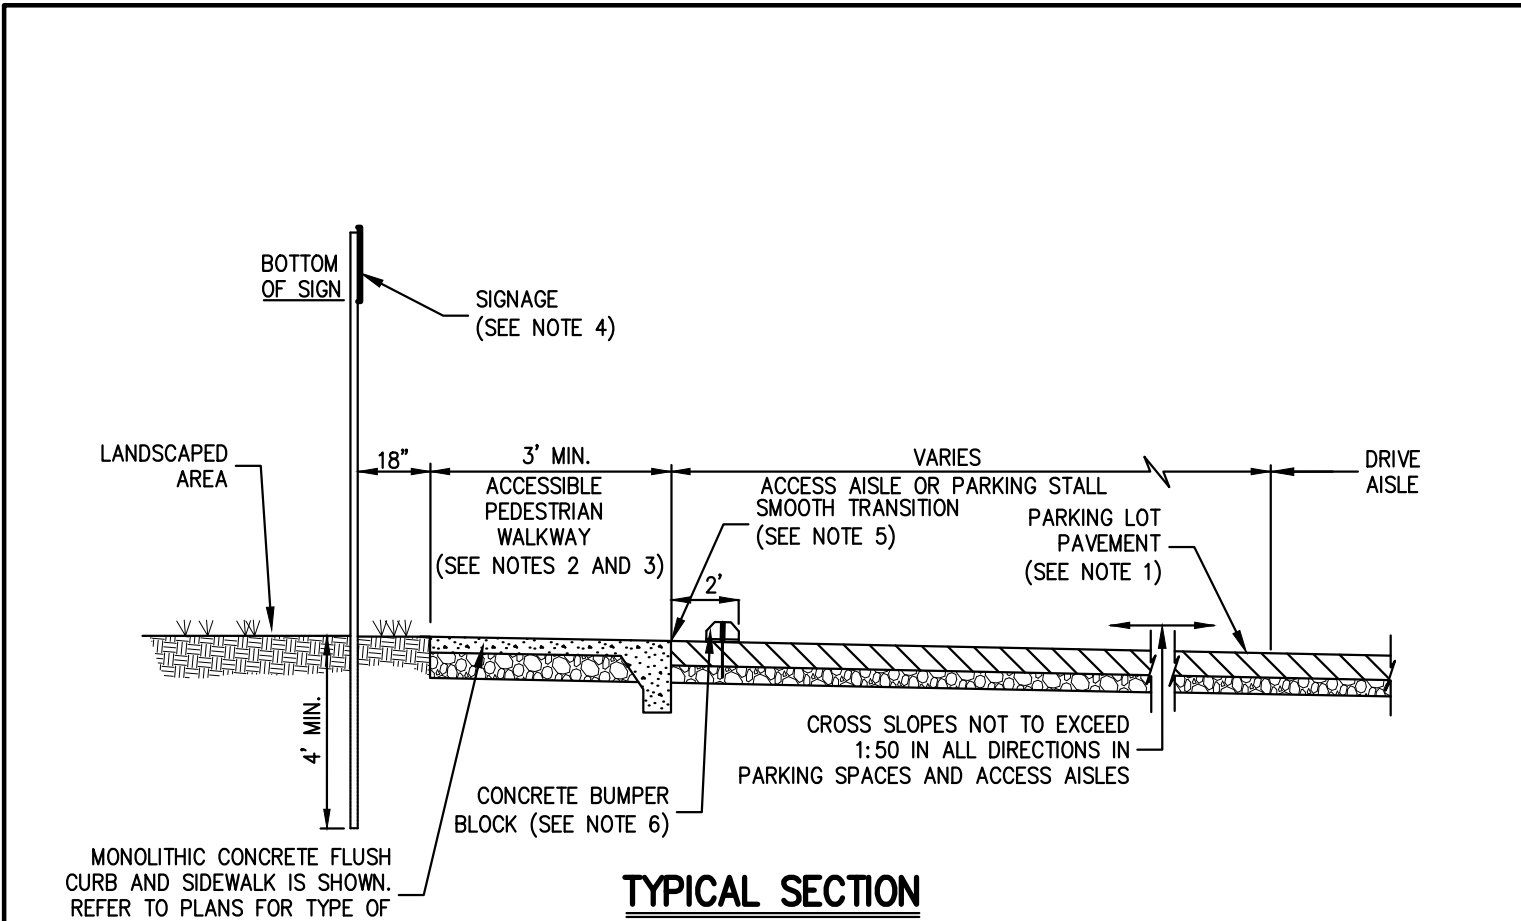 BOTTOM
OF SIGN
SIGNAGE
(SEE NOTE 4)
LANDSCAPED
AREA
18"
3' MIN.
ACCESSIBLE
PEDESTRIAN
WALKWAY
(SEE NOTES 2 AND 3)
VARIES
ACCESS AISLE OR PARKING STALL
DRIVE
AISLE
SMOOTH TRANSITION
(SEE NOTE 5)
PARKING LOT
PAVEMENT
(SEE NOTE 1)
2'
4' MIN.
CROSS SLOPES NOT TO EXCEED
1:50 IN ALL DIRECTIONS IN
PARKING SPACES AND ACCESS AISLES
CONCRETE BUMPER
BLOCK (SEE NOTE 6)
MONOLITHIC CONCRETE FLUSH
CURB AND SIDEWALK IS SHOWN.
REFER TO PLANS FOR TYPE OF
TYPICAL SECTION